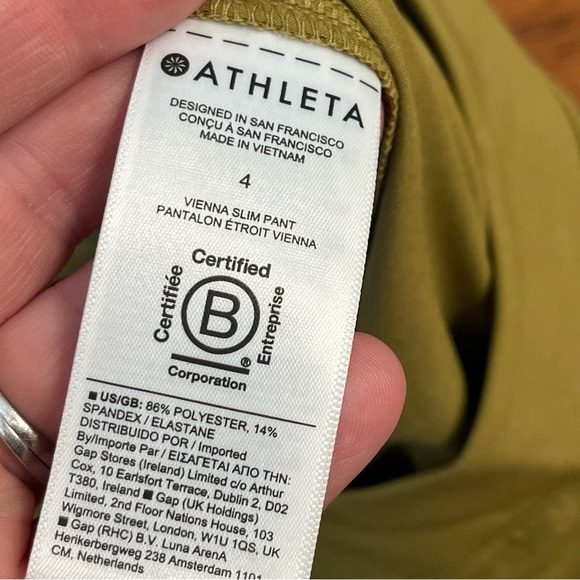 ATHLETA
DESIGNED IN SAN FRANCISCO
CONÇU À SAN FRANCISCO
MADE IN VIETNAM
4
VIENNA SLIM PANT
PANTALON ÉTROIT VIENNA
Certified
Certifiée
B
®
Entreprise
Corporation
■ US/GB: 86% POLYESTER, 14%
SPANDEX / ELASTANE
DISTRIBUIDO POR / Imported
By/Importe Par / ΕΙΣΑΓΕΤΑΙ ΑΠΟ ΤΗΝ:
Gap Stores (Ireland) Limited c/o Arthur
Cox, 10 Earlsfort Terrace, Dublin 2, D02
T380, Ireland ■ Gap (UK Holdings)
Limited, 2nd Floor Nations House, 103
Wigmore Street, London, W1U 1QS, UK
■ Gap (RHC) B.V. Luna ArenA
Herikerbergweg 238 Amsterdam 1101
CM, Netherlands